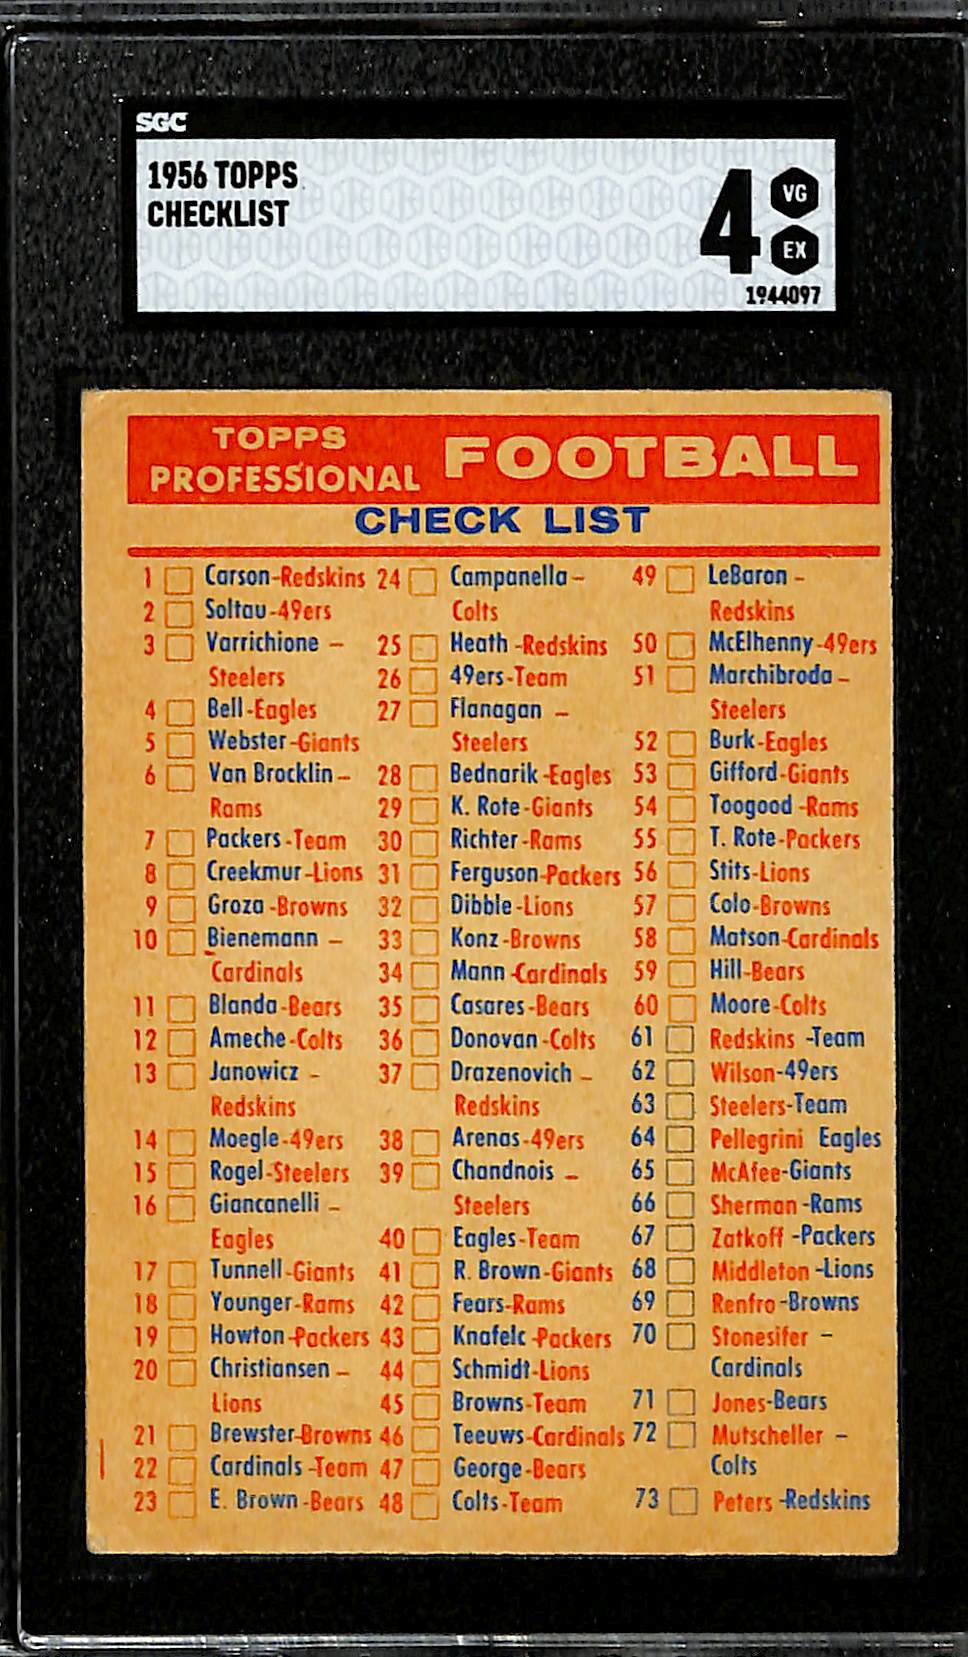 SGC
1956 TOPPS
CHECKLIST
4
VG
EX
1944097
TOPPS
PROFESSIONAL
FOOTBALL
CHECK LIST
1 Carson-Redskins
2 Soltau-49ers
3 Varrichione -
Steelers
4 Bell-Eagles
5 Webster-Giants
6 Van Brocklin-
Rams
7 Packers-Team
8 Creekmur-Lions
9 Groza-Browns
10 Bienemann -
Cardinals
11 Blanda-Bears
12 Ameche-Colts
13 Janowicz -
Redskins
14 Moegle-49ers
15 Rogel-Steelers
16 Giancanelli -
Eagles
17 Tunnell-Giants
18 Younger-Rams
19 Howton-Packers
20 Christiansen -
Lions
21 Brewster-Browns
22 Cardinals-Team
23 E. Brown-Bears
24 Campanella -
Colts
25 Heath-Redskins
26 49ers-Team
27 Flanagan -
Steelers
28 Bednarik-Eagles
29 K. Rote-Giants
30 Richter-Rams
31 Ferguson-Packers
32 Dibble-Lions
33 Konz-Browns
34 Mann-Cardinals
35 Casares-Bears
36 Donovan-Colts
37 Drazenovich -
Redskins
38 Arenas-49ers
39 Chandnois -
Steelers
40 Eagles-Team
41 R. Brown-Giants
42 Fears-Rams
43 Knafelc-Packers
44 Schmidt-Lions
45 Browns-Team
46 Teeuws-Cardinals
47 George-Bears
48 Colts-Team
49 LeBaron -
Redskins
50 McElhenny-49ers
51 Marchibroda -
Steelers
52 Burk-Eagles
53 Gifford-Giants
54 Toogood-Rams
55 T. Rote-Packers
56 Stits-Lions
57 Colo-Browns
58 Matson-Cardinals
59 Hill-Bears
60 Moore-Colts
61 Redskins-Team
62 Wilson-49ers
63 Steelers-Team
64 Pellegrini Eagles
65 McAfee-Giants
66 Sherman-Rams
67 Zatkoff-Packers
68 Middleton-Lions
69 Renfro-Browns
70 Stonesifer -
Cardinals
71 Jones-Bears
72 Mutscheller -
Colts
73 Peters-Redskins